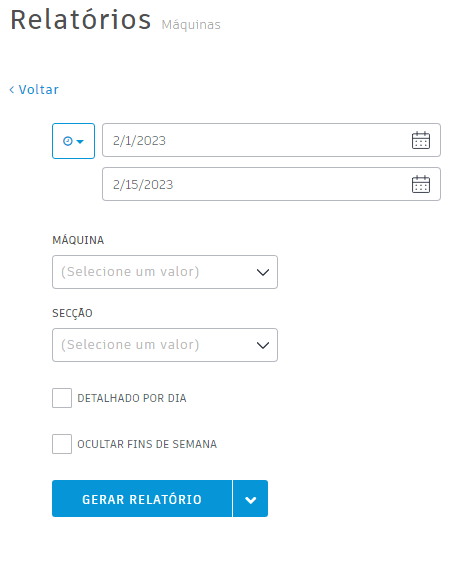 Relatórios Máquinas
Voltar
2/1/2023
2/15/2023
MÁQUINA
(Selecione um valor)
SECÇÃO
(Selecione um valor)
DETALHADO POR DIA
OCULTAR FINS DE SEMANA
GERAR RELATÓRIO